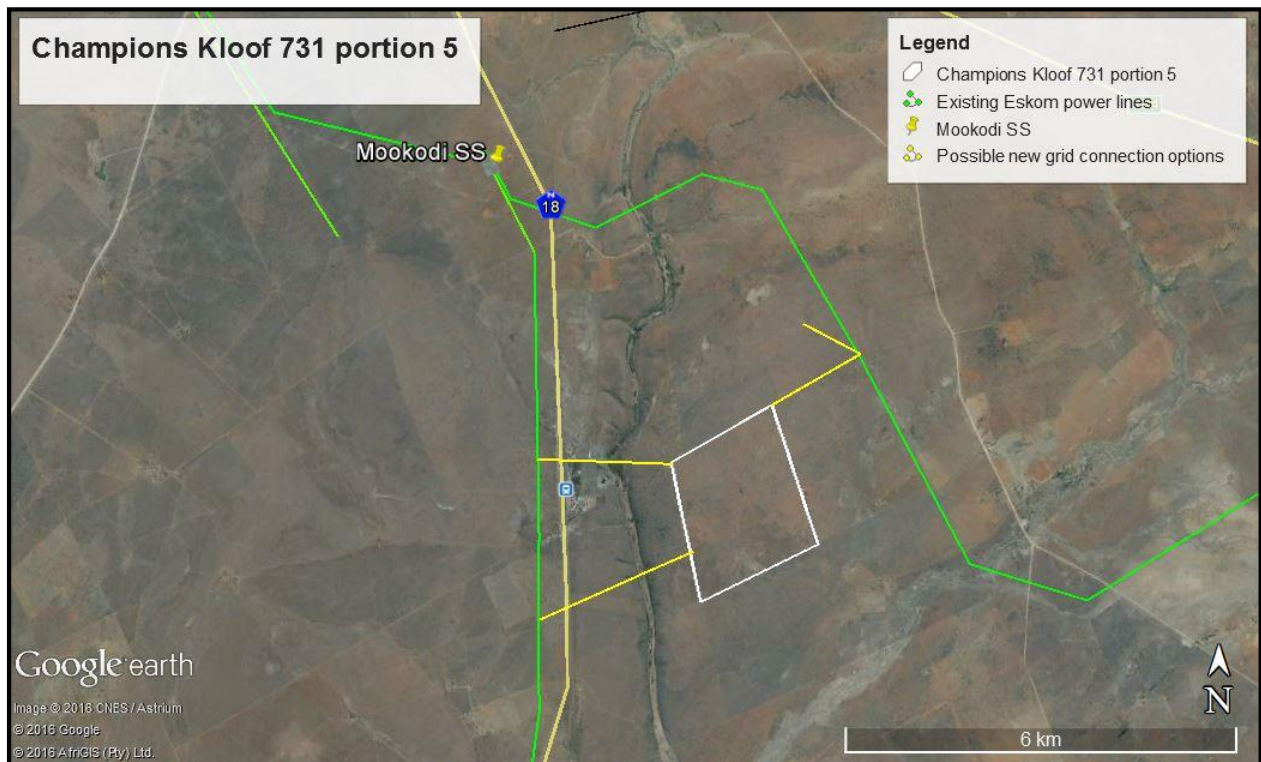 Champions Kloof 731 portion 5
Legend
Champions Kloof 731 portion 5
Existing Eskom power lines
Mookodi SS
Possible new grid connection options
Mookodi SS
N
18
Google earth
Image © 2016 CNES / Astrium
© 2016 Google
© 2016 AfriGIS (Pty) Ltd.
N
6 km